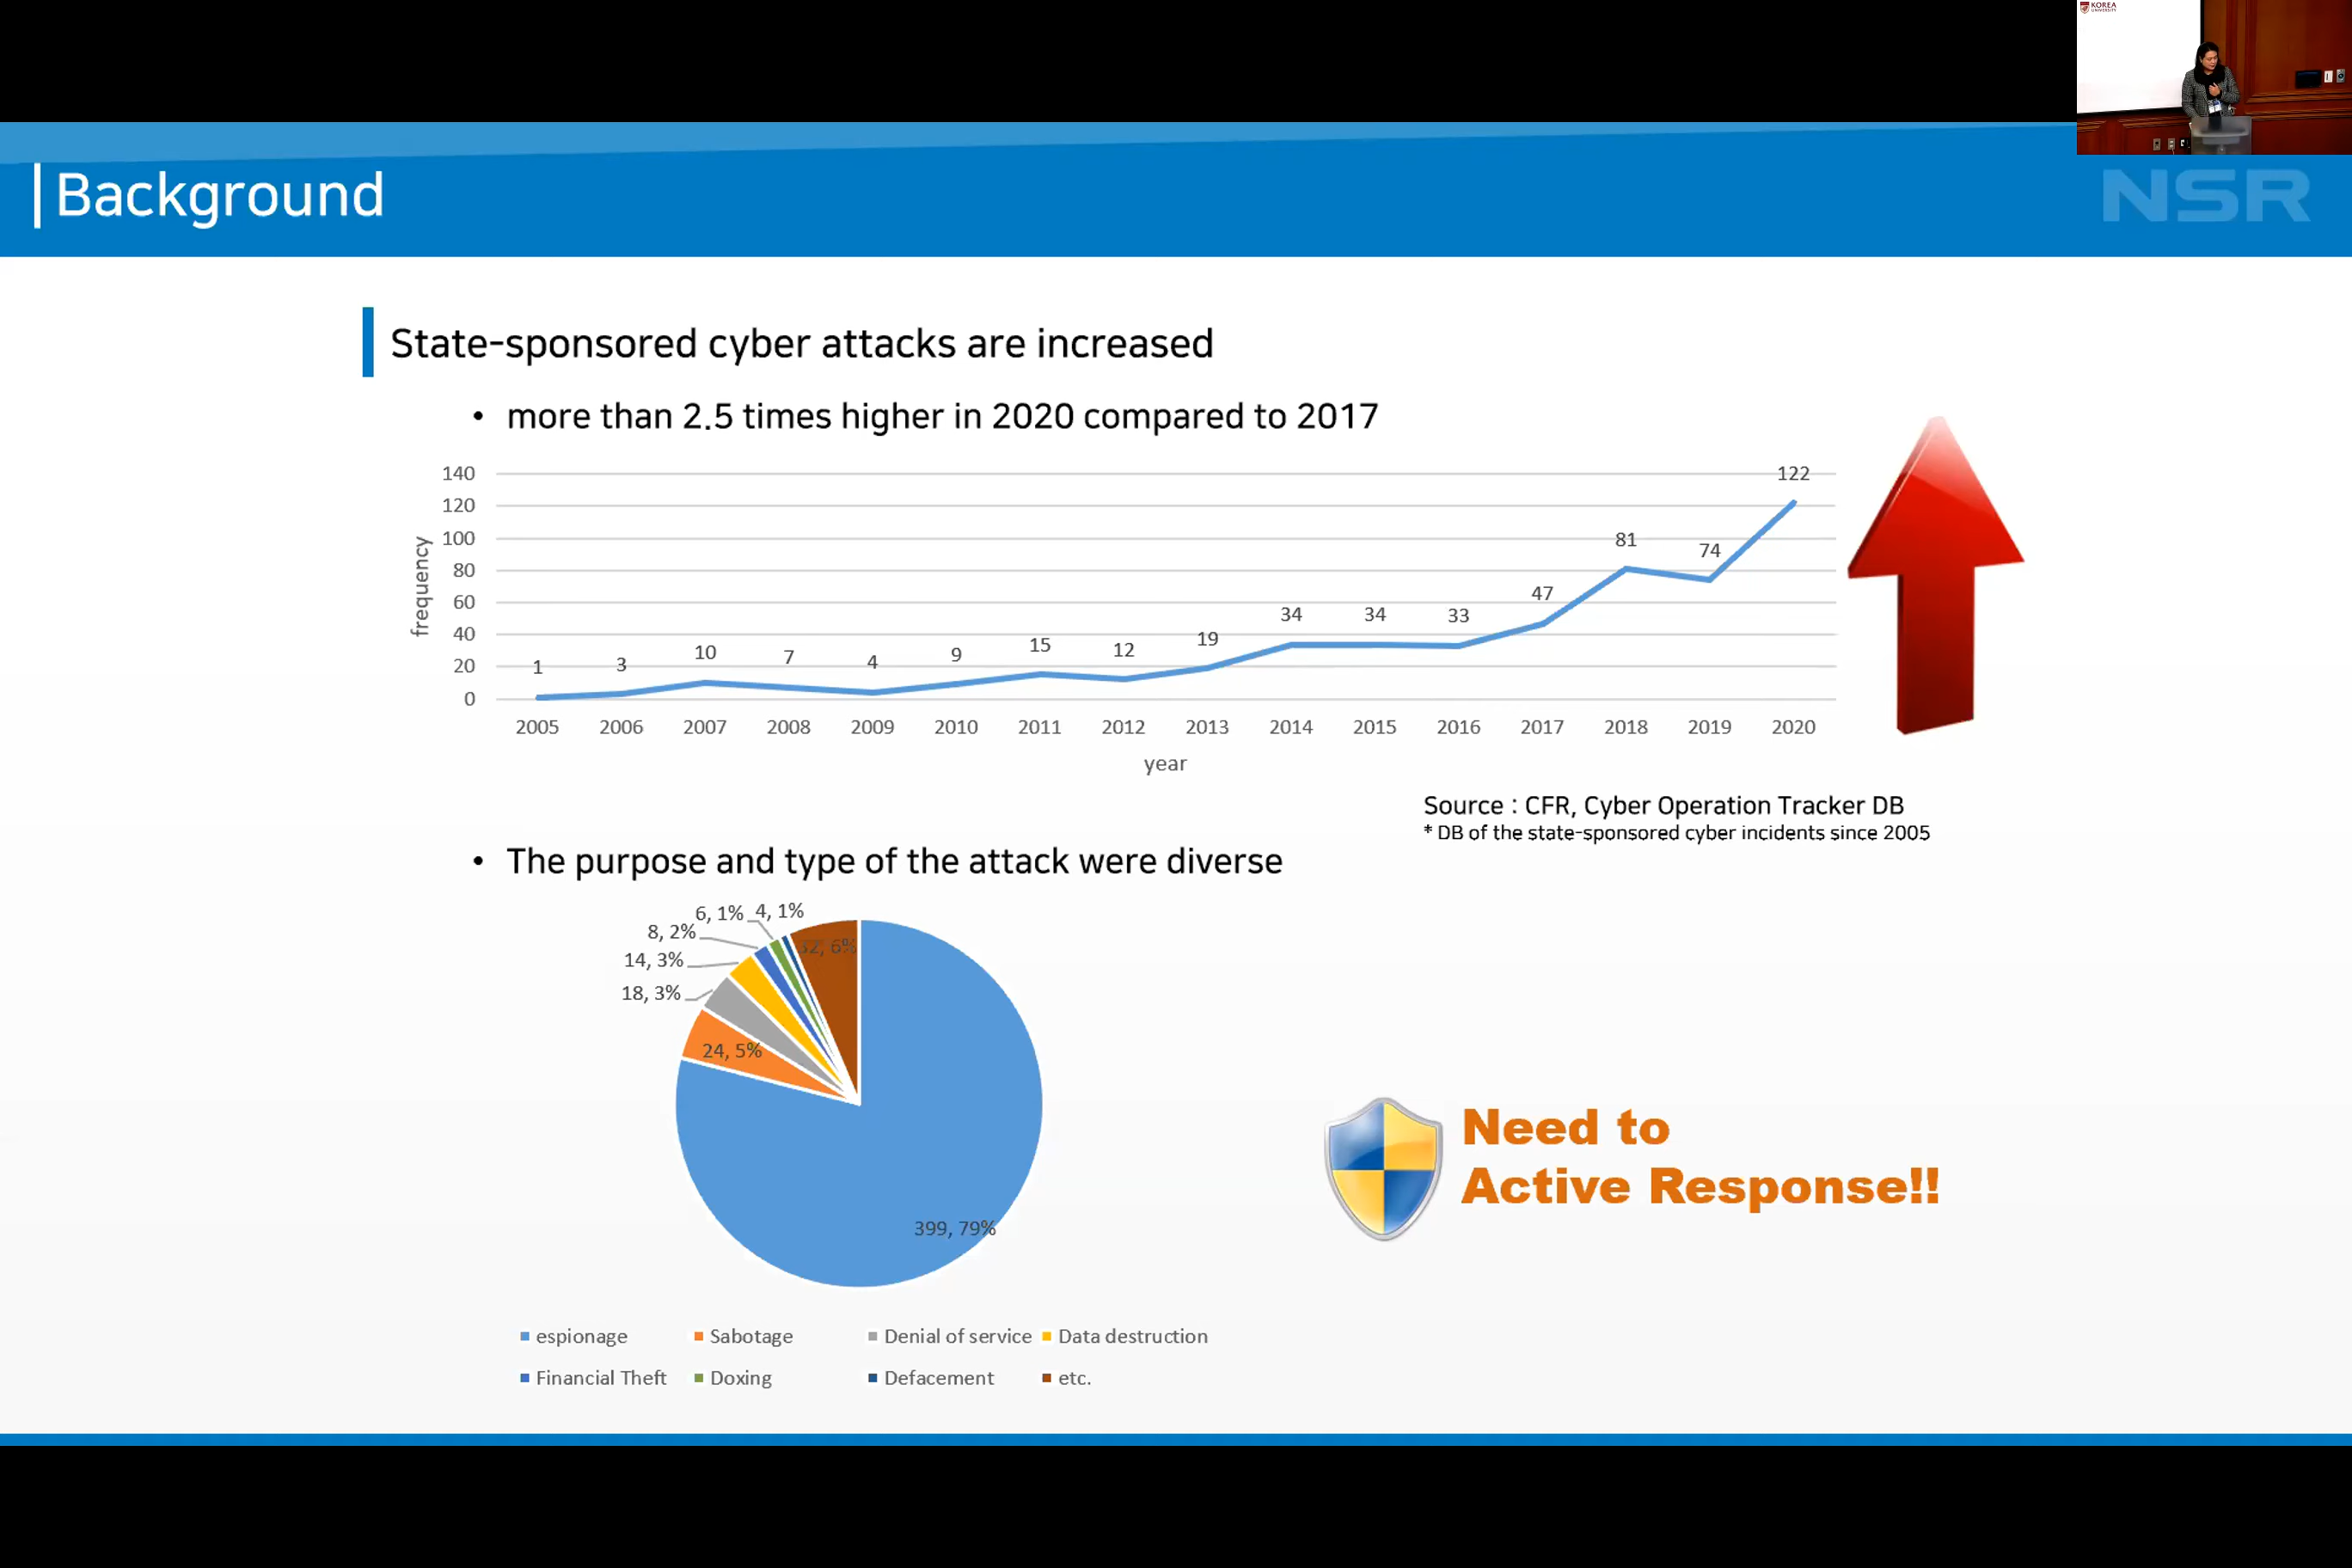 KOREA
UNIVERSITY
Background
NSR
State-sponsored cyber attacks are increased
• more than 2.5 times higher in 2020 compared to 2017
140
120
100
80
60
40
20
0
frequency
1
3
10
7
4
9
15
12
19
34
34
33
47
81
74
122
2005 2006 2007 2008 2009 2010 2011 2012 2013 2014 2015 2016 2017 2018 2019 2020
year
Source : CFR, Cyber Operation Tracker DB
* DB of the state-sponsored cyber incidents since 2005
• The purpose and type of the attack were diverse
6, 1% 4, 1%
8, 2%
32, 6%
14, 3%
18, 3%
24, 5%
399, 79%
Need to
Active Response!!
espionage Sabotage Denial of service Data destruction
Financial Theft Doxing Defacement etc.